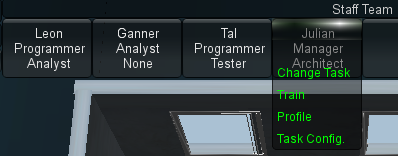 Staff Team
Leon
Programmer
Analyst
Ganner
Analyst
None
Tal
Programmer
Tester
Julian
Manager
Architect
Change Task
Train
Profile
Task Config.